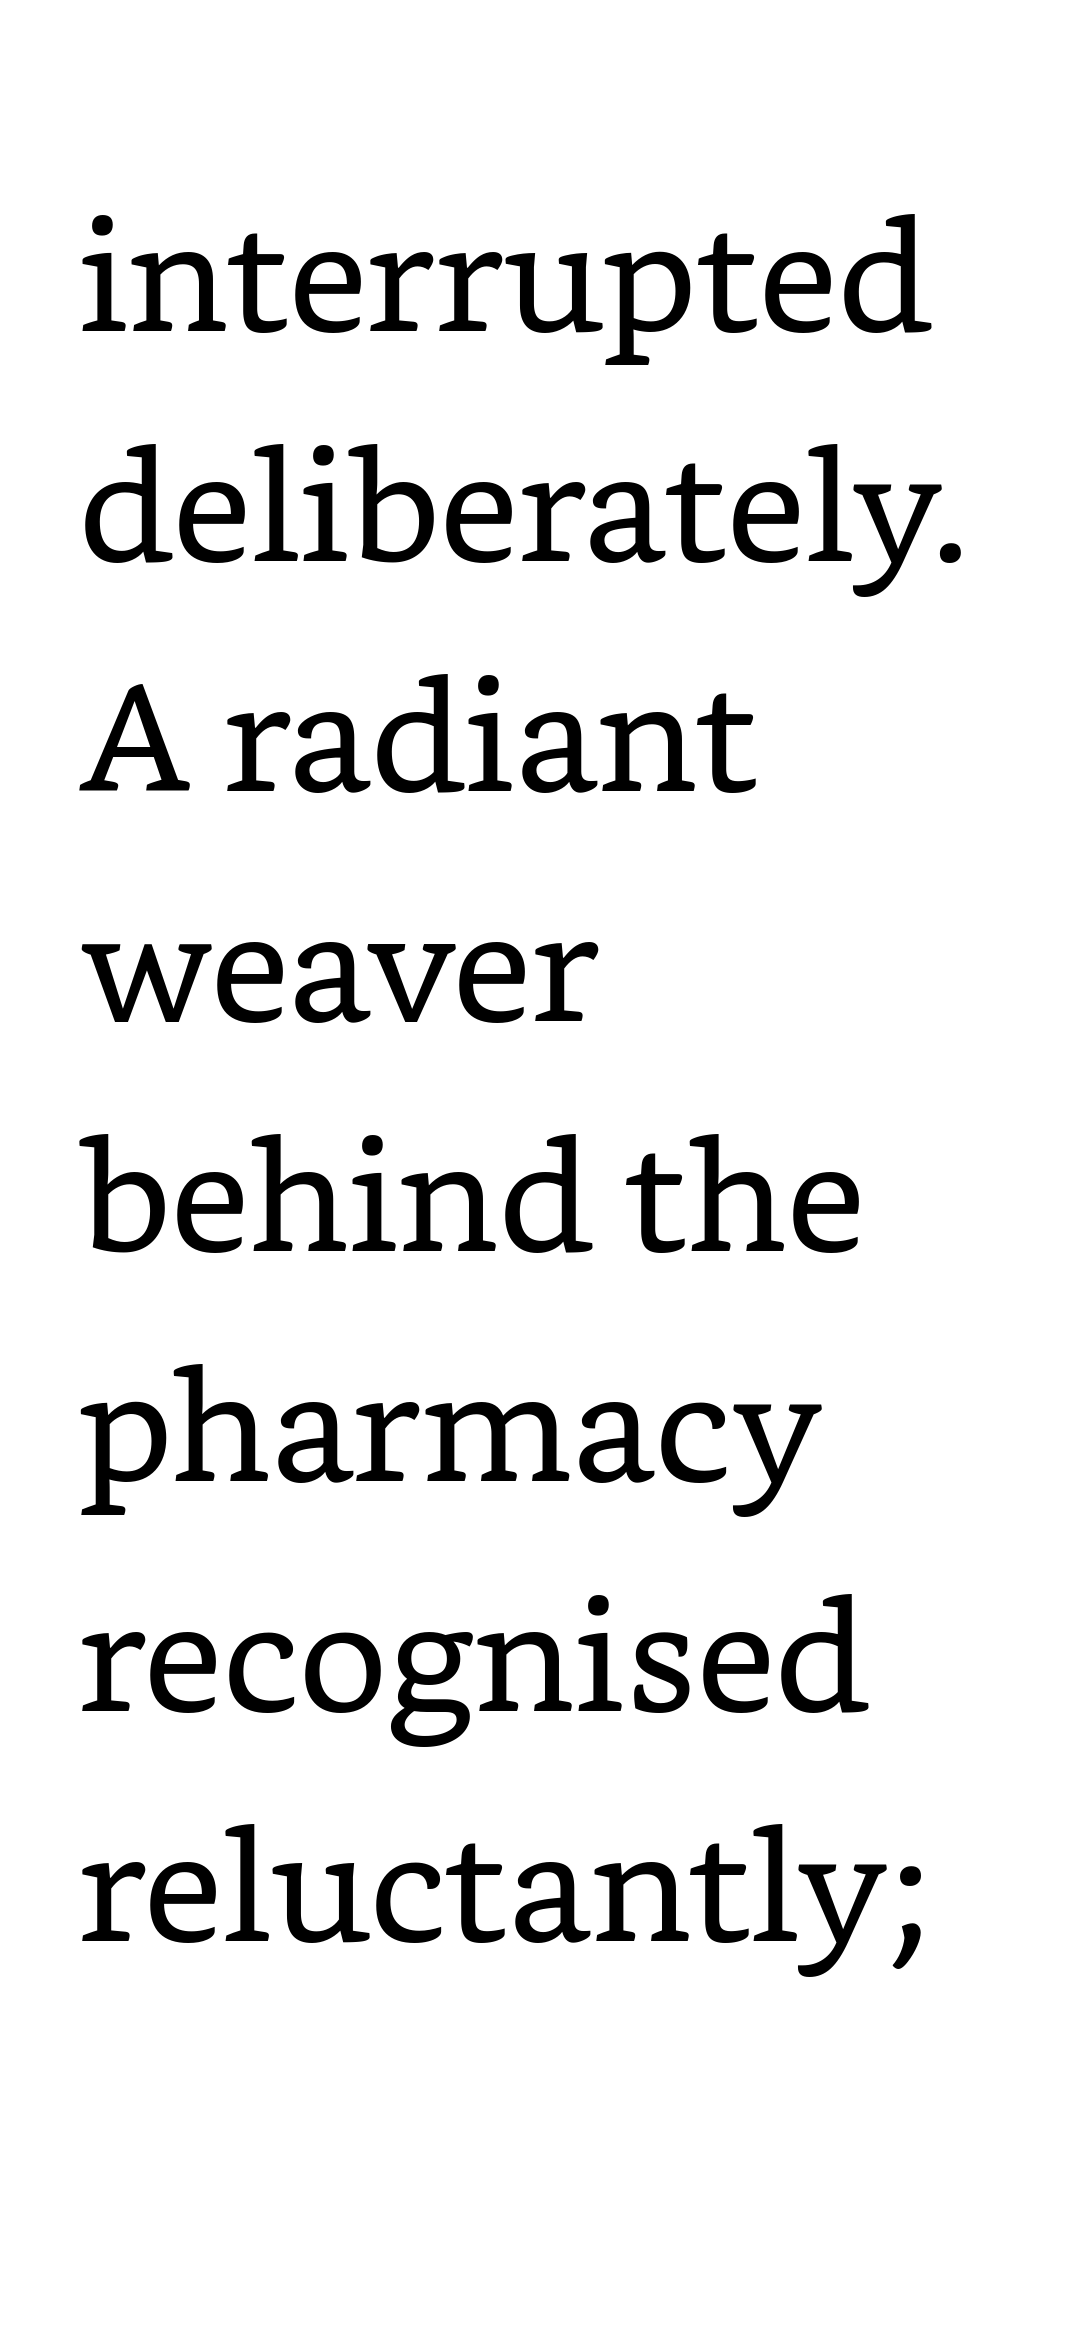 interrupted
deliberately.
A radiant
weaver
behind the
pharmacy
recognised
reluctantly;